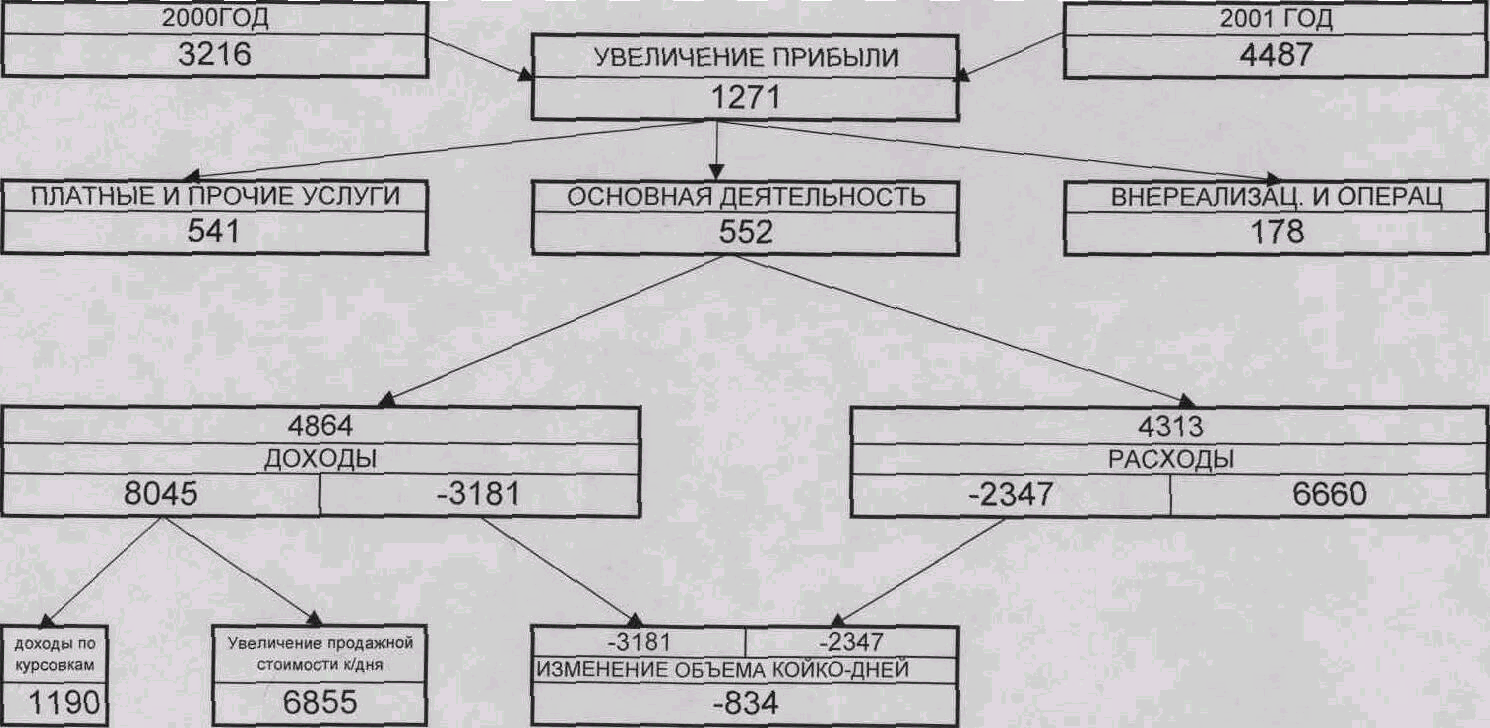 2000ГОД
3216
УВЕЛИЧЕНИЕ ПРИБЫЛИ
1271
2001 ГОД
4487
ПЛАТНЫЕ И ПРОЧИЕ УСЛУГИ
541
ОСНОВНАЯ ДЕЯТЕЛЬНОСТЬ
552
ВНЕРЕАЛИЗАЦ. И ОПЕРАЦ
178
4864
ДОХОДЫ
8045
-3181
4313
РАСХОДЫ
-2347
6660
доходы по
курсовкам
1190
Увеличение продажной
стоимости к/дня
6855
-3181
-2347
ИЗМЕНЕНИЕ ОБЪЕМА КОЙКО-ДНЕЙ
-834